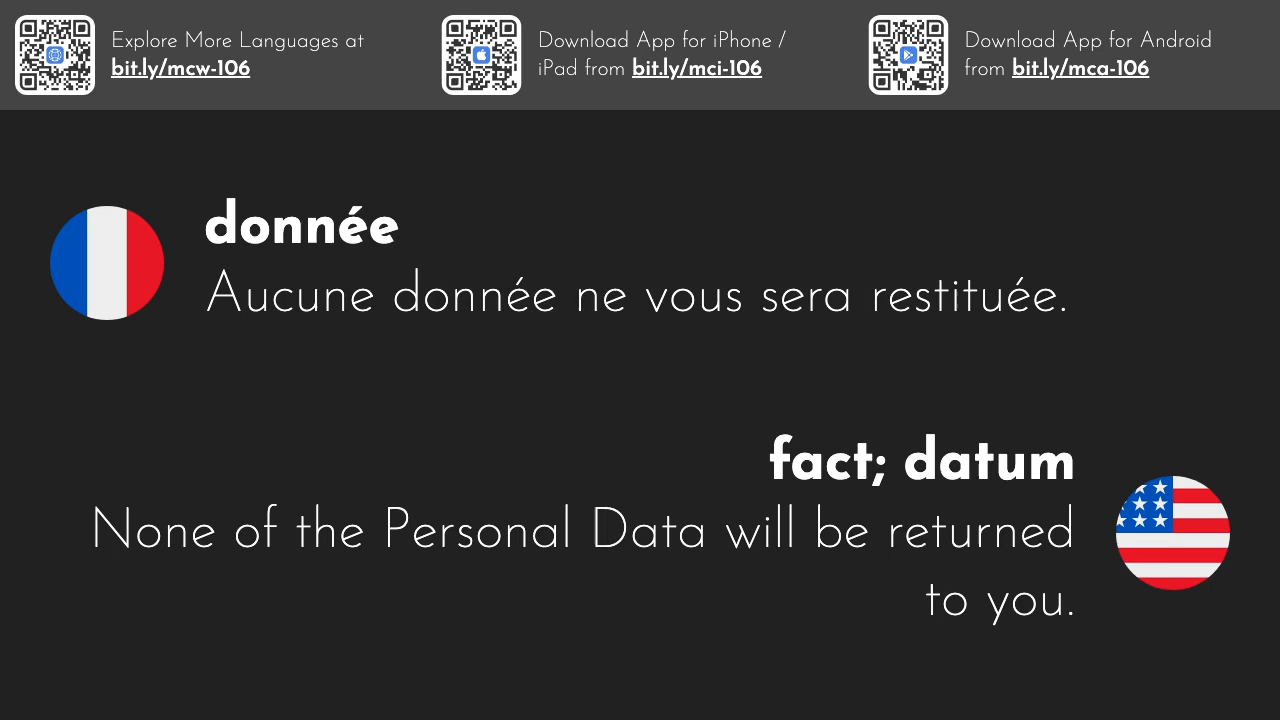 Explore More Languages at
bit.ly/mcw-106
Download App for iPhone /
iPad from bit.ly/mci-106
Download App for Android
from bit.ly/mca-106
donnée
Aucune donnée ne vous sera restituée.
fact; datum
None of the Personal Data will be returned
to you.